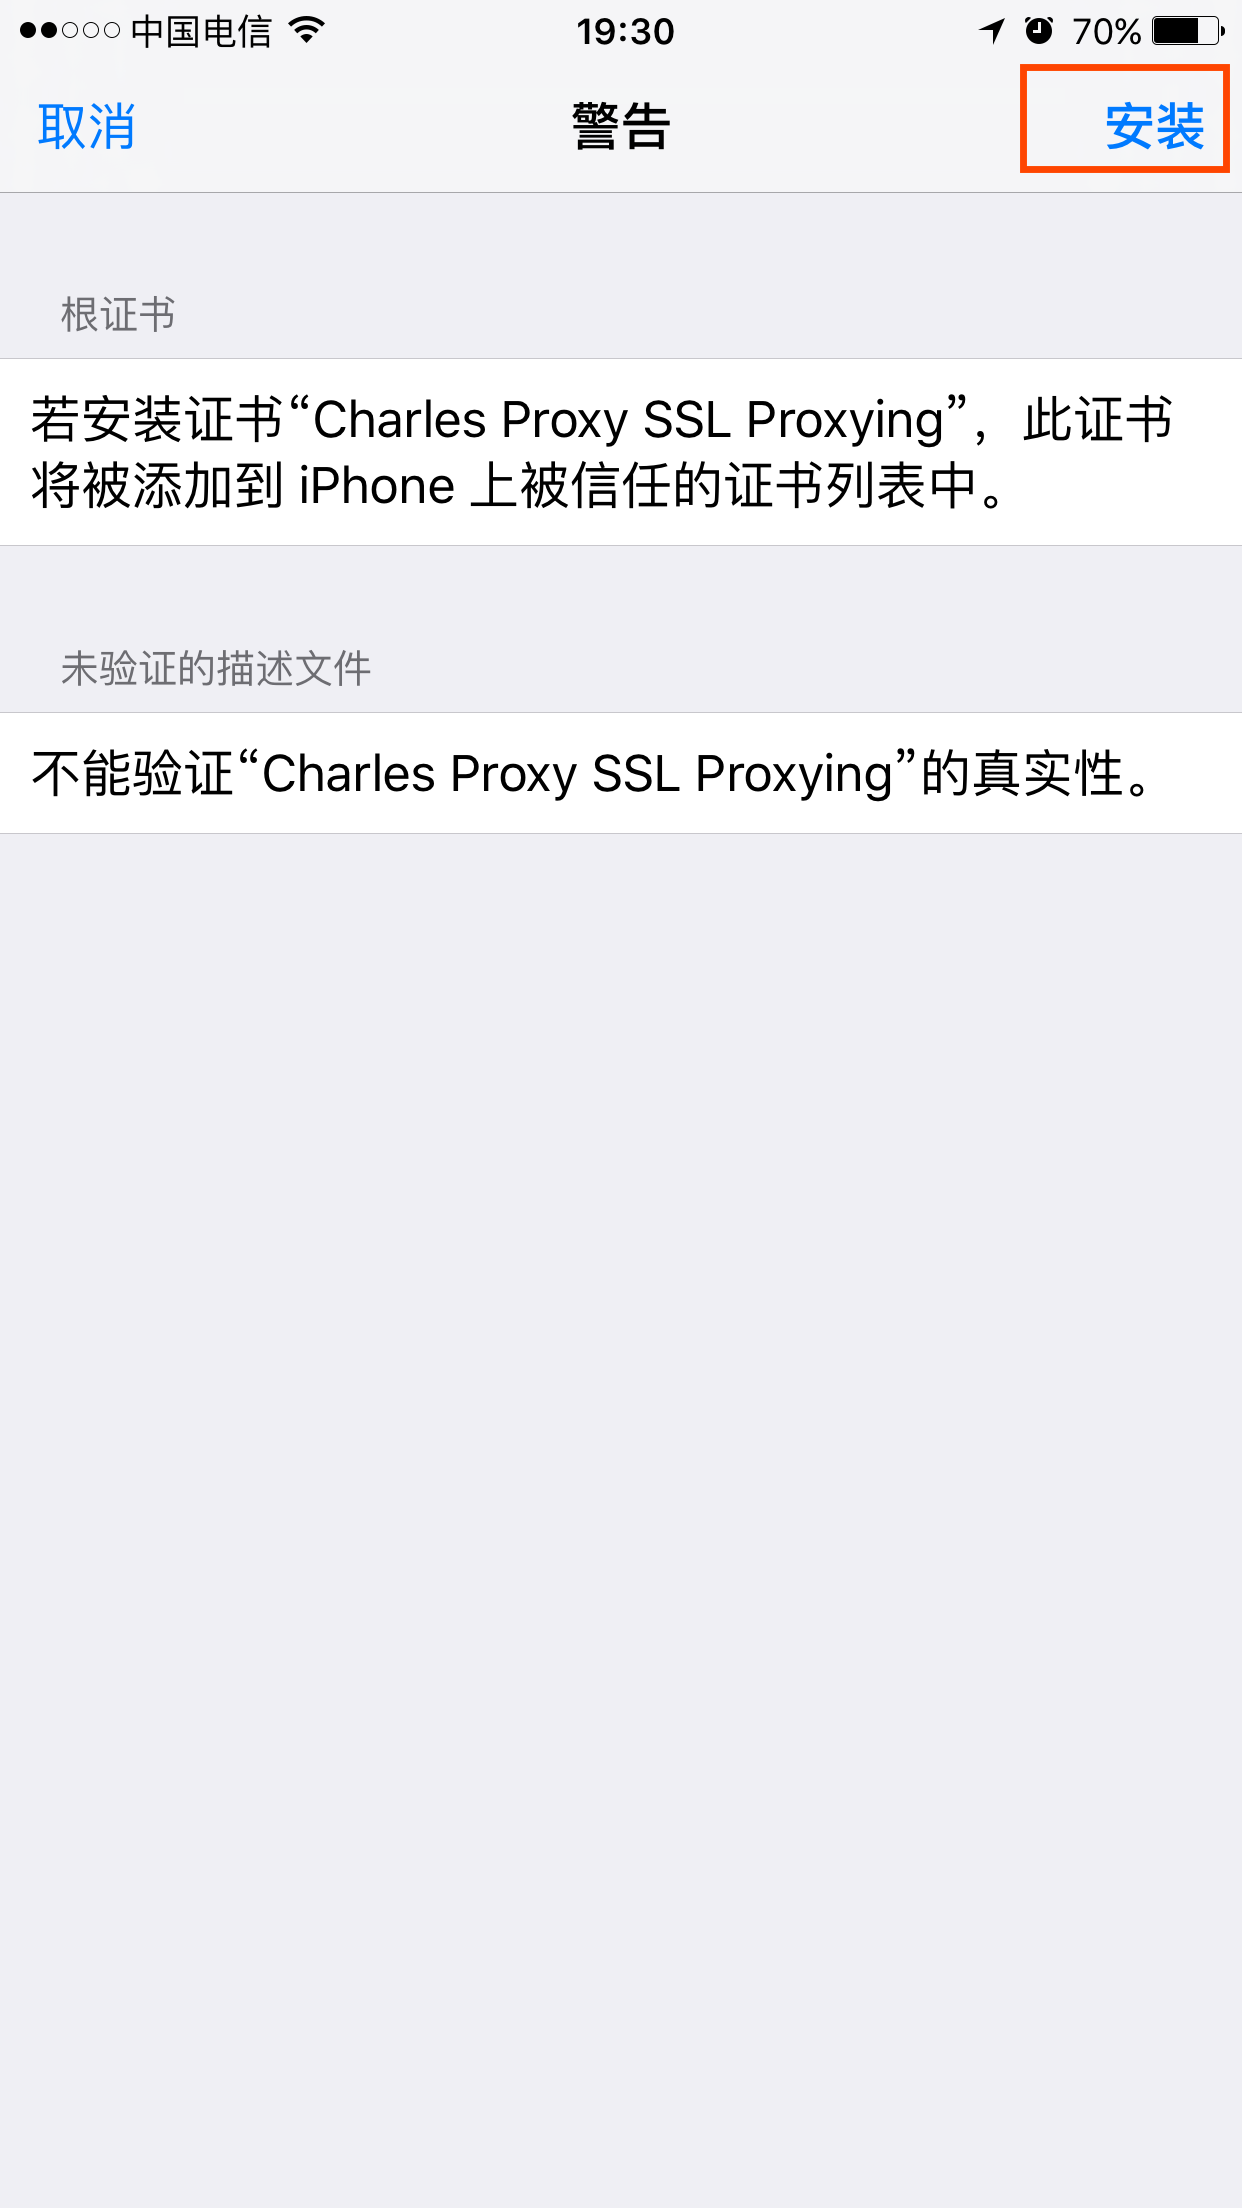 中国电信 19:30 70%
取消 警告 安装
根证书
若安装证书“Charles Proxy SSL Proxying”，此证书
将被添加到 iPhone 上被信任的证书列表中。
未验证的描述文件
不能验证“Charles Proxy SSL Proxying”的真实性。